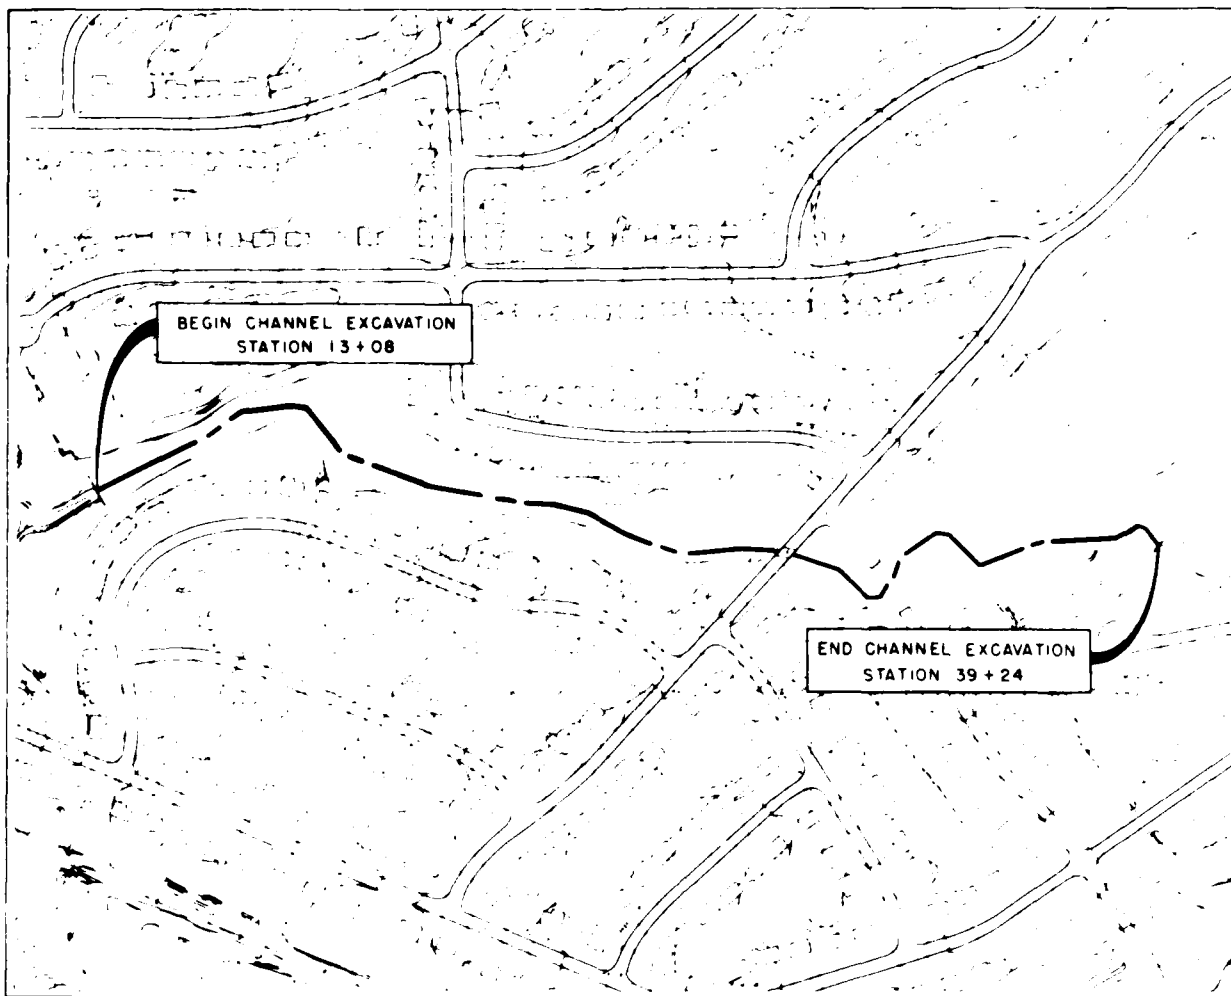 BEGIN CHANNEL EXCAVATION
STATION 13+08
END CHANNEL EXCAVATION
STATION 39+24